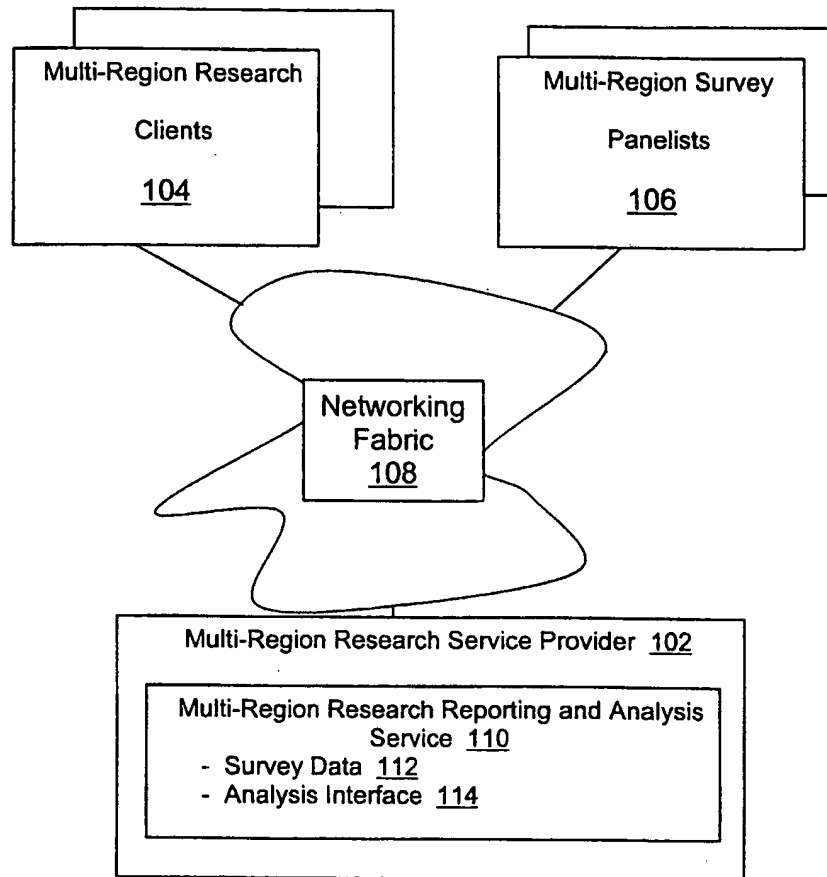 Multi-Region Research
Clients
104
Multi-Region Survey
Panelists
106
Networking
Fabric
108
Multi-Region Research Service Provider 102
Multi-Region Research Reporting and Analysis
Service 110
- Survey Data 112
- Analysis Interface 114